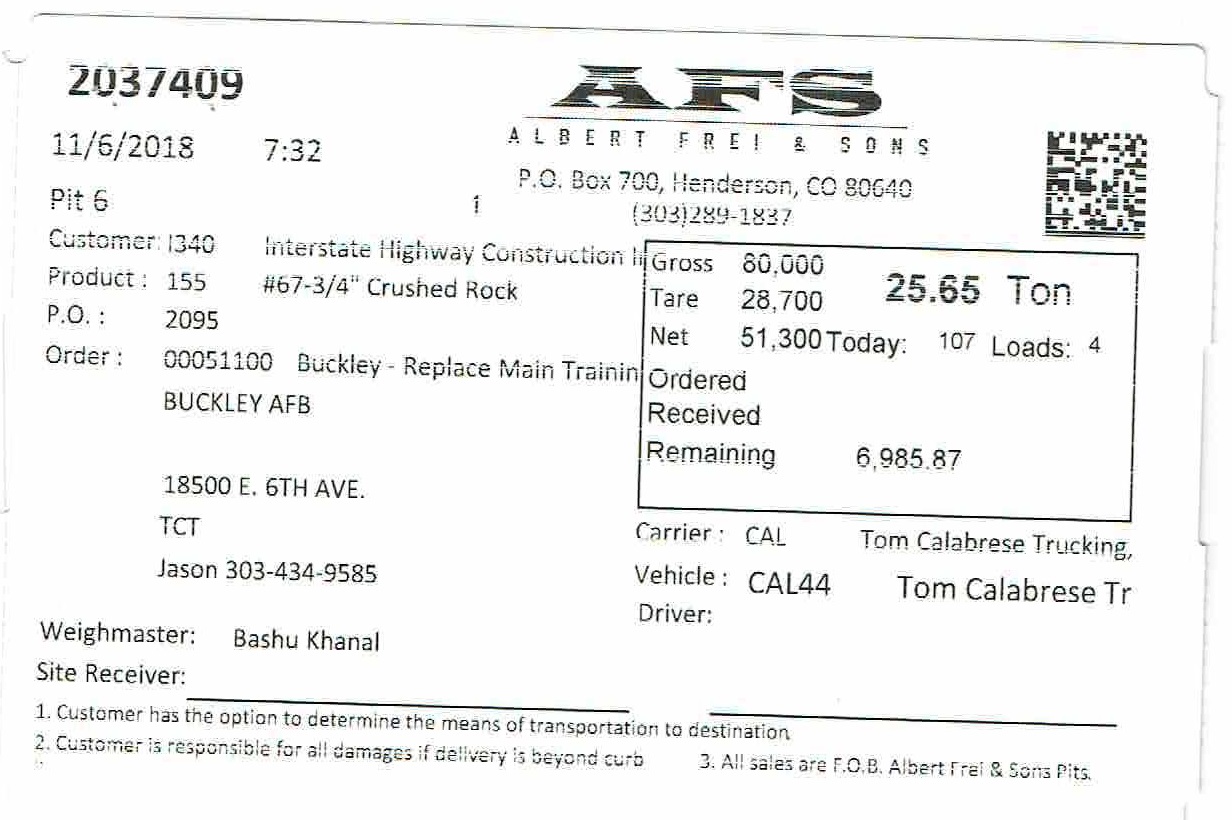 2037409
AFS
ALBERT FREI & SONS
11/6/2018 7:32
P.O. Box 700, Henderson, CO 80640
(303)289-1837
Pit 6 1
Customer: I340 Interstate Highway Construction I
Product : 155 #67-3/4" Crushed Rock
P.O. : 2095
Order : 00051100 Buckley - Replace Main Trainin
BUCKLEY AFB
18500 E. 6TH AVE.
TCT
Jason 303-434-9585
Gross 80,000 25.65 Ton
Tare 28,700
Net 51,300 Today: 107 Loads: 4
Ordered
Received
Remaining 6,985.87
Carrier : CAL Tom Calabrese Trucking,
Vehicle : CAL44 Tom Calabrese Tr
Driver:
Weighmaster: Bashu Khanal
Site Receiver:
1. Customer has the option to determine the means of transportation to destination
2. Customer is responsible for all damages if delivery is beyond curb 3. All sales are F.O.B. Albert Frei & Sons Pits.